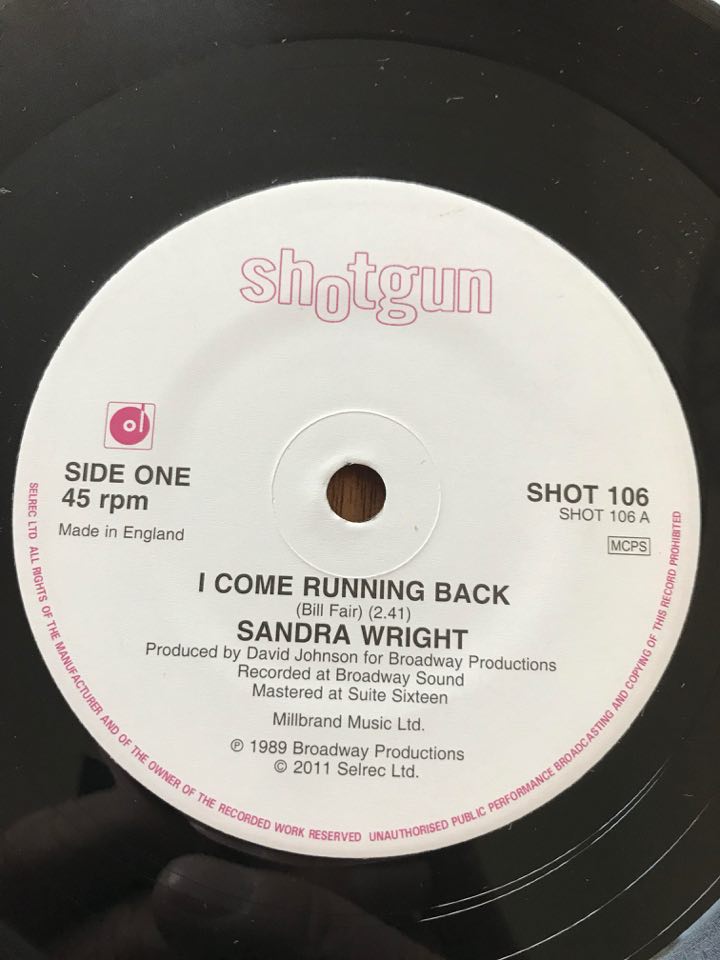 shotgun
SIDE ONE
45 rpm
Made in England
SHOT 106
SHOT 106 A
MCPS
I COME RUNNING BACK
(Bill Fair) (2.41)
SANDRA WRIGHT
Produced by David Johnson for Broadway Productions
Recorded at Broadway Sound
Mastered at Suite Sixteen
Millbrand Music Ltd.
℗ 1989 Broadway Productions
© 2011 Selrec Ltd.
SELREC LTD ALL RIGHTS OF THE MANUFACTURER AND OF THE OWNER OF THE RECORDED WORK RESERVED UNAUTHORISED PUBLIC PERFORMANCE BROADCASTING AND COPYING OF THIS RECORD PROHIBITED